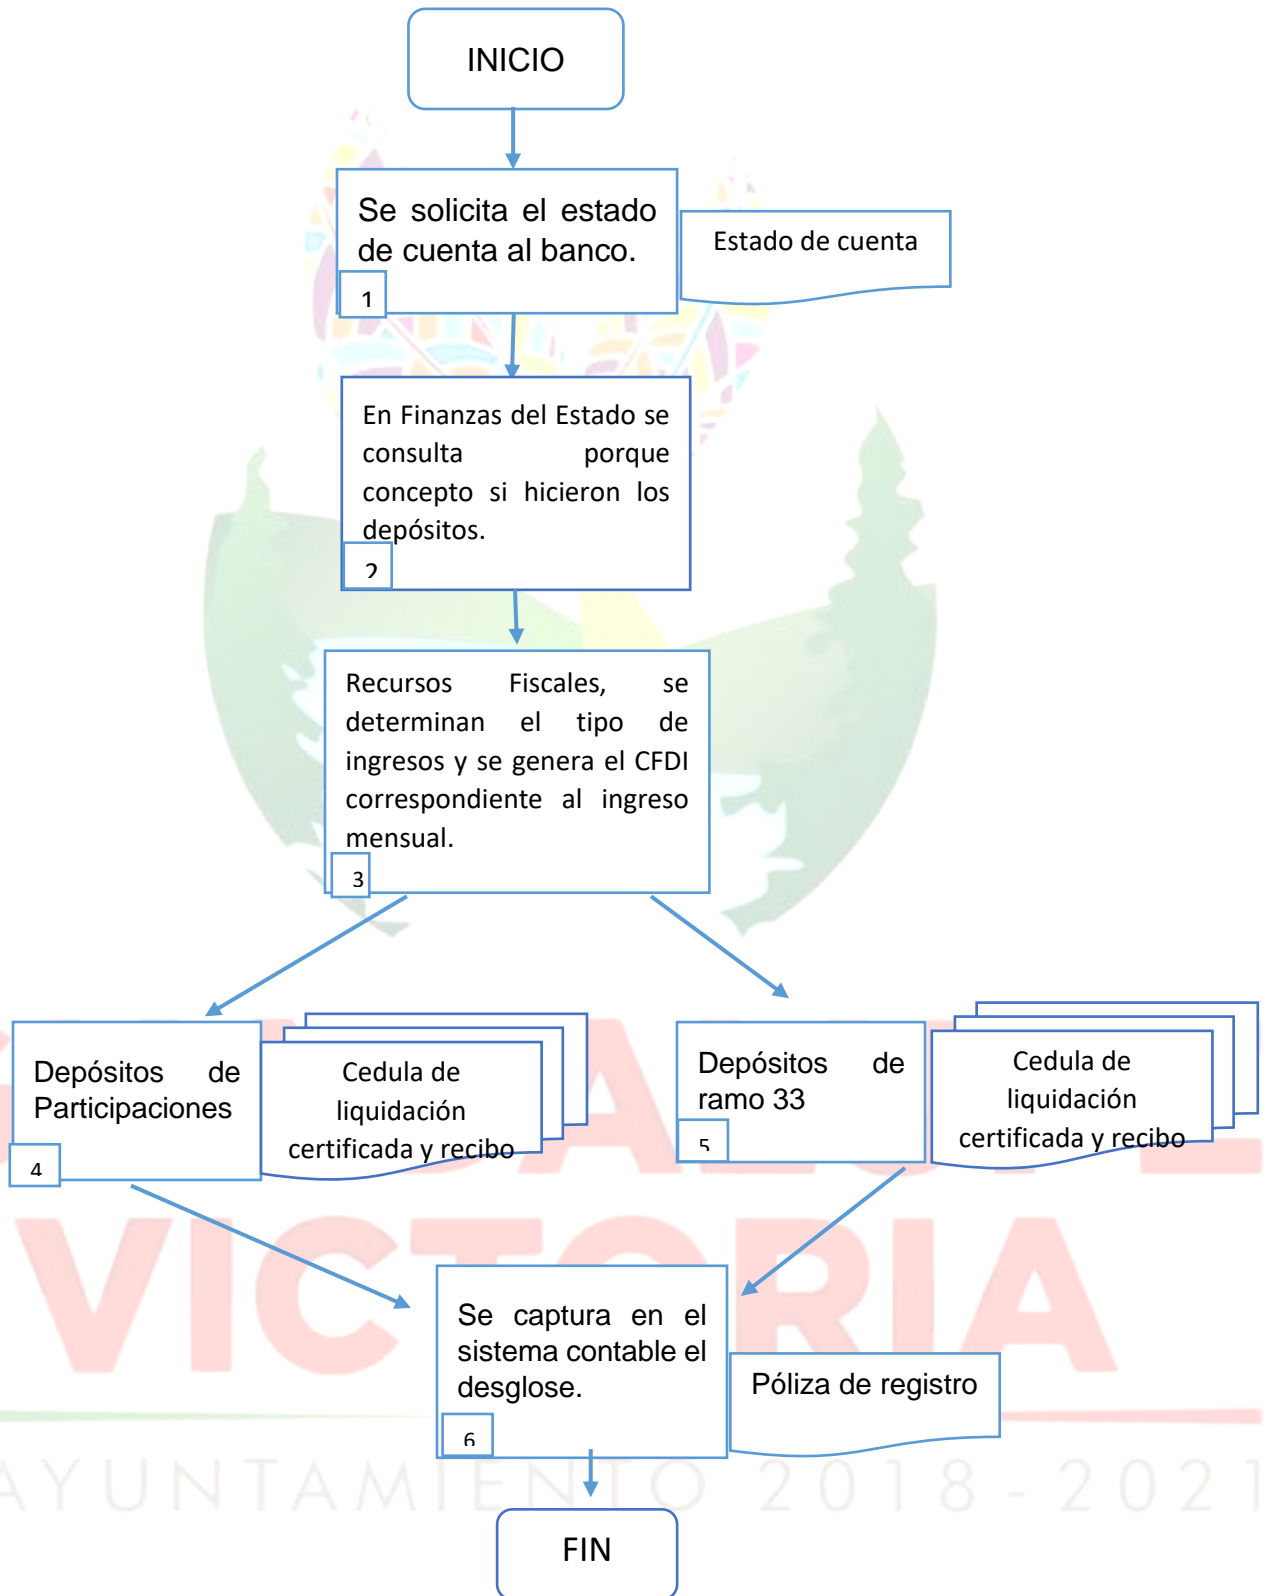 INICIO
Se solicita el estado
de cuenta al banco.
1
Estado de cuenta
En Finanzas del Estado se
consulta porque
concepto si hicieron los
depósitos.
2
Recursos Fiscales, se
determinan el tipo de
ingresos y se genera el CFDI
correspondiente al ingreso
mensual.
3
Depósitos de
Participaciones
4
Cedula de
liquidación
certificada y recibo
Depósitos de
ramo 33
5
Cedula de
liquidación
certificada y recibo
Se captura en el
sistema contable el
desglose.
6
Póliza de registro
FIN
VICTORIA
AYUNTAMIENTO 2018 - 2021